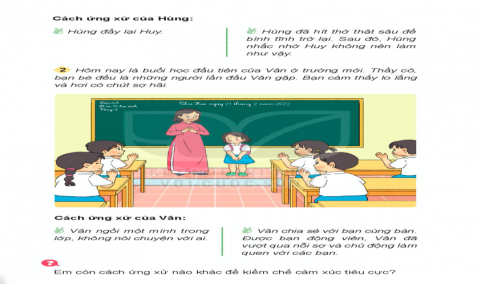 Cách ứng xử của Hùng:
Hùng đẩy lại Huy.
Hùng đã hít thở thật sâu để
bình tĩnh trở lại. Sau đó, Hùng
nhắc nhở Huy không nên làm
như vậy.
2 Hôm nay là buổi học đầu tiên của Vân ở trường mới. Thầy cô,
bạn bè đều là những người lần đầu Vân gặp. Bạn cảm thấy lo lắng
và hơi có chút sợ hãi.
ngày 21 tháng 2 năm 2022
Cách ứng xử của Vân:
Vân ngồi một mình trong
lớp, không nói chuyện với ai.
Vân chia sẻ với bạn cùng bàn.
Được bạn động viên, Vân đã
vượt qua nỗi sợ và chủ động làm
quen với các bạn.
?
Em còn cách ứng xử nào khác để kiềm chế cảm xúc tiêu cực?